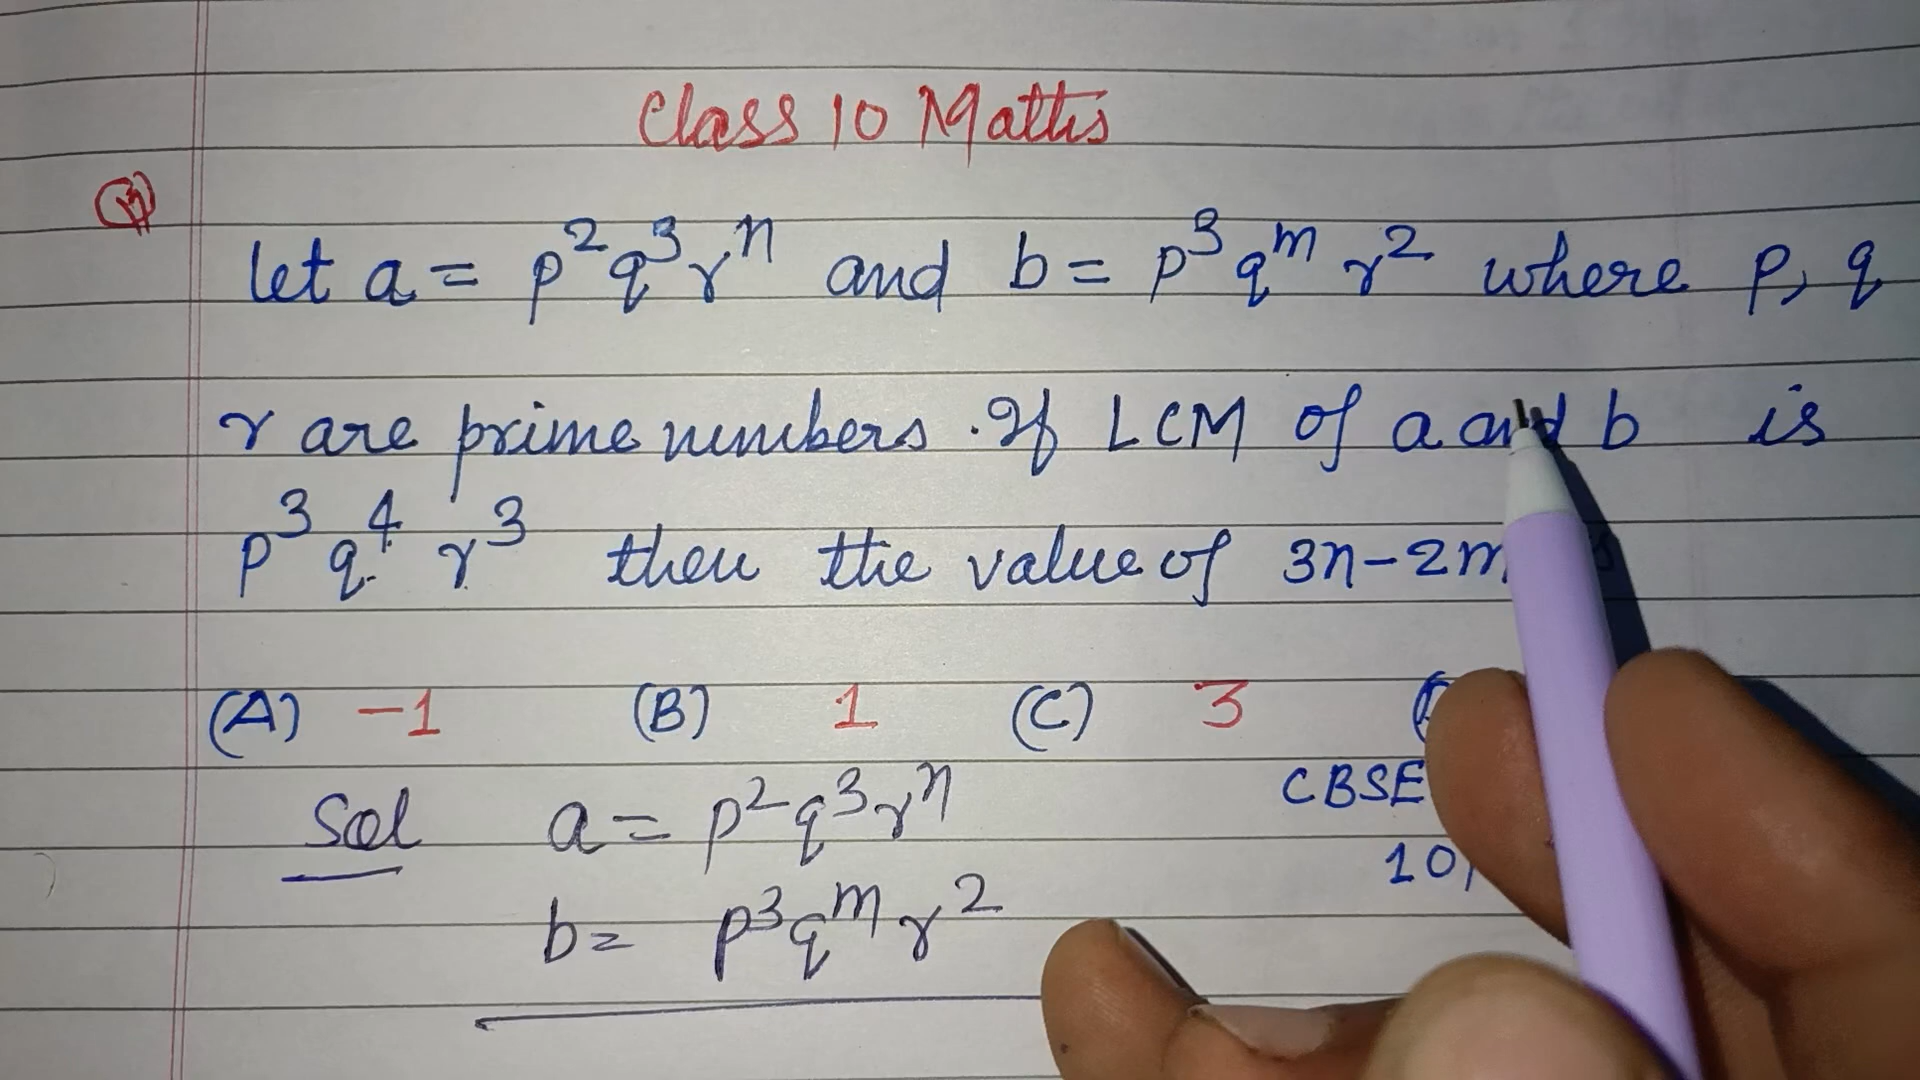 Class 10 Maths
Q
let a = p²q³rⁿ and b = p³qᵐr² where p, q
r are prime numbers. If LCM of a and b is
p³q⁴r³ then the value of 3n-2m
(A) -1 (B) 1 (C) 3
CBSE
Sol a = p²q³rⁿ
10,
b = p³qᵐr²